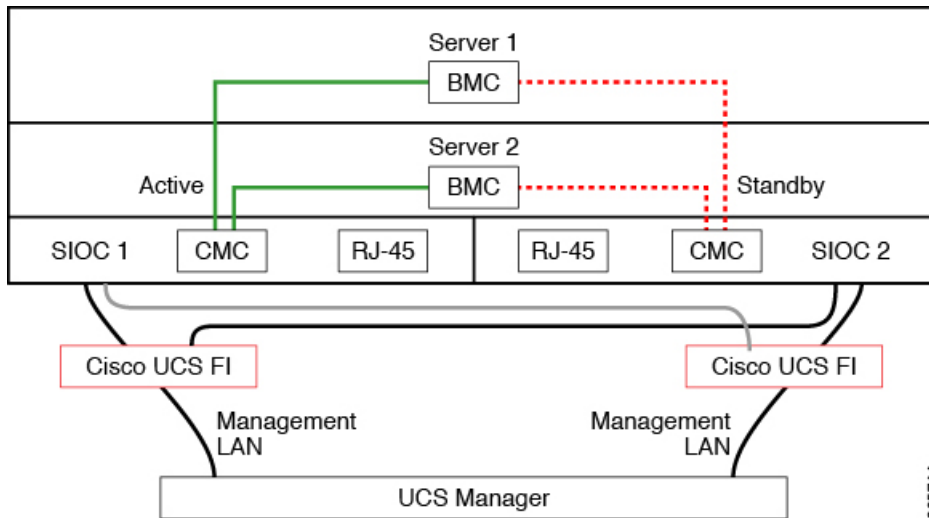 Server 1
BMC
Server 2
BMC
Active
Standby
SIOC 1
CMC
RJ-45
RJ-45
CMC
SIOC 2
Cisco UCS FI
Cisco UCS FI
Management
LAN
Management
LAN
UCS Manager